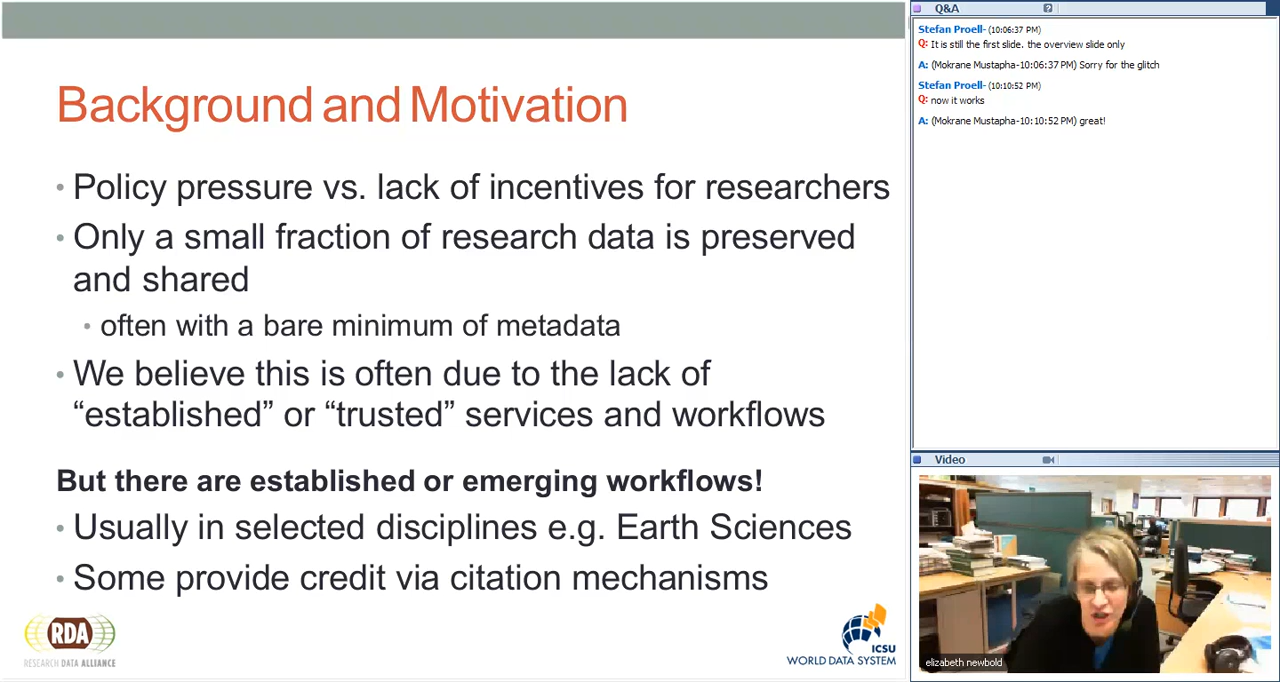 Background and Motivation
• Policy pressure vs. lack of incentives for researchers
• Only a small fraction of research data is preserved
and shared
• often with a bare minimum of metadata
• We believe this is often due to the lack of
“established” or “trusted” services and workflows
But there are established or emerging workflows!
• Usually in selected disciplines e.g. Earth Sciences
• Some provide credit via citation mechanisms
RDA
RESEARCH DATA ALLIANCE
ICSU
WORLD DATA SYSTEM
Q&A
?
Stefan Proell- (10:06:37 PM)
Q: It is still the first slide. the overview slide only
A: (Mokrane Mustapha-10:06:37 PM) Sorry for the glitch
Stefan Proell- (10:10:52 PM)
Q: now it works
A: (Mokrane Mustapha-10:10:52 PM) great!
Video
elizabeth newbold